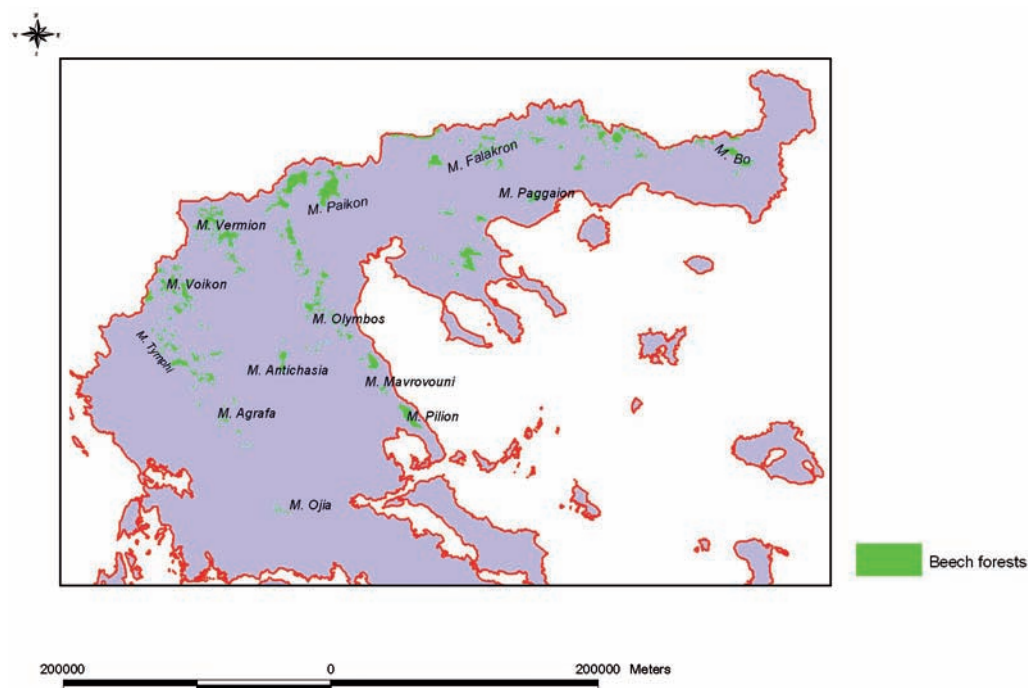 M. Falakron
M. Bo
M. Paggaion
M. Paikon
M. Vermion
M. Voikon
M. Olymbos
M. Tymphi
M. Antichasia
M. Mavrovouni
M. Agrafa
M. Pilion
M. Ojia
Beech forests
200000 0 200000 Meters